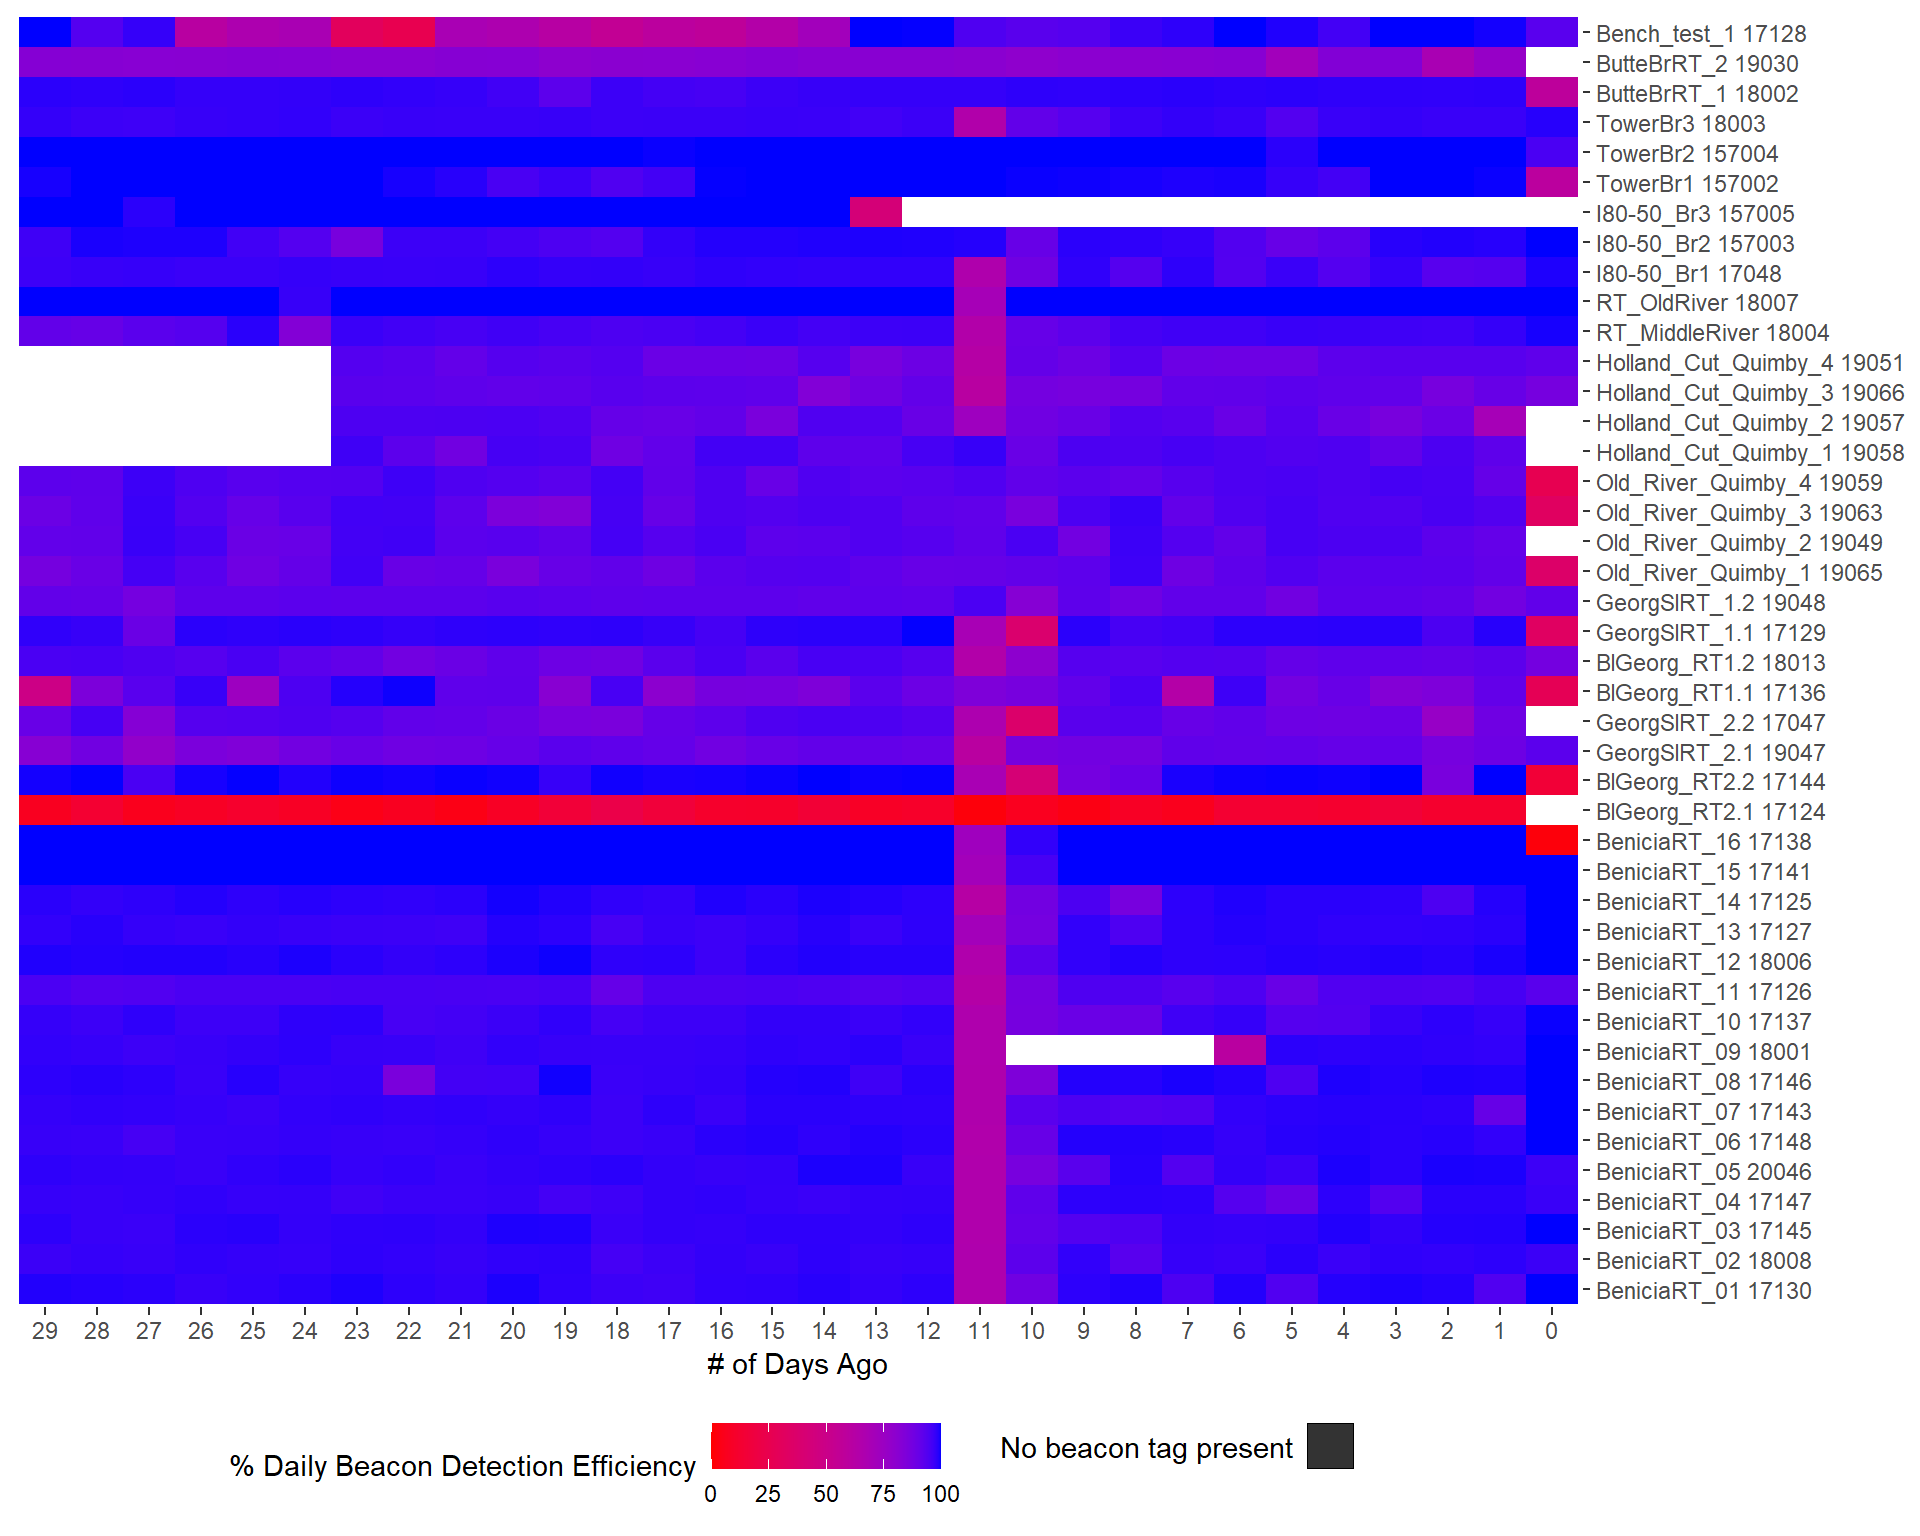 Bench_test_1 17128
ButteBrRT_2 19030
ButteBrRT_1 18002
TowerBr3 18003
TowerBr2 157004
TowerBr1 157002
I80-50_Br3 157005
I80-50_Br2 157003
I80-50_Br1 17048
RT_OldRiver 18007
RT_MiddleRiver 18004
Holland_Cut_Quimby_4 19051
Holland_Cut_Quimby_3 19066
Holland_Cut_Quimby_2 19057
Holland_Cut_Quimby_1 19058
Old_River_Quimby_4 19059
Old_River_Quimby_3 19063
Old_River_Quimby_2 19049
Old_River_Quimby_1 19065
GeorgSlRT_1.2 19048
GeorgSlRT_1.1 17129
BlGeorg_RT1.2 18013
BlGeorg_RT1.1 17136
GeorgSlRT_2.2 17047
GeorgSlRT_2.1 19047
BlGeorg_RT2.2 17144
BlGeorg_RT2.1 17124
BeniciaRT_16 17138
BeniciaRT_15 17141
BeniciaRT_14 17125
BeniciaRT_13 17127
BeniciaRT_12 18006
BeniciaRT_11 17126
BeniciaRT_10 17137
BeniciaRT_09 18001
BeniciaRT_08 17146
BeniciaRT_07 17143
BeniciaRT_06 17148
BeniciaRT_05 20046
BeniciaRT_04 17147
BeniciaRT_03 17145
BeniciaRT_02 18008
BeniciaRT_01 17130
29 28 27 26 25 24 23 22 21 20 19 18 17 16 15 14 13 12 11 10 9 8 7 6 5 4 3 2 1 0
# of Days Ago
% Daily Beacon Detection Efficiency
0 25 50 75 100
No beacon tag present